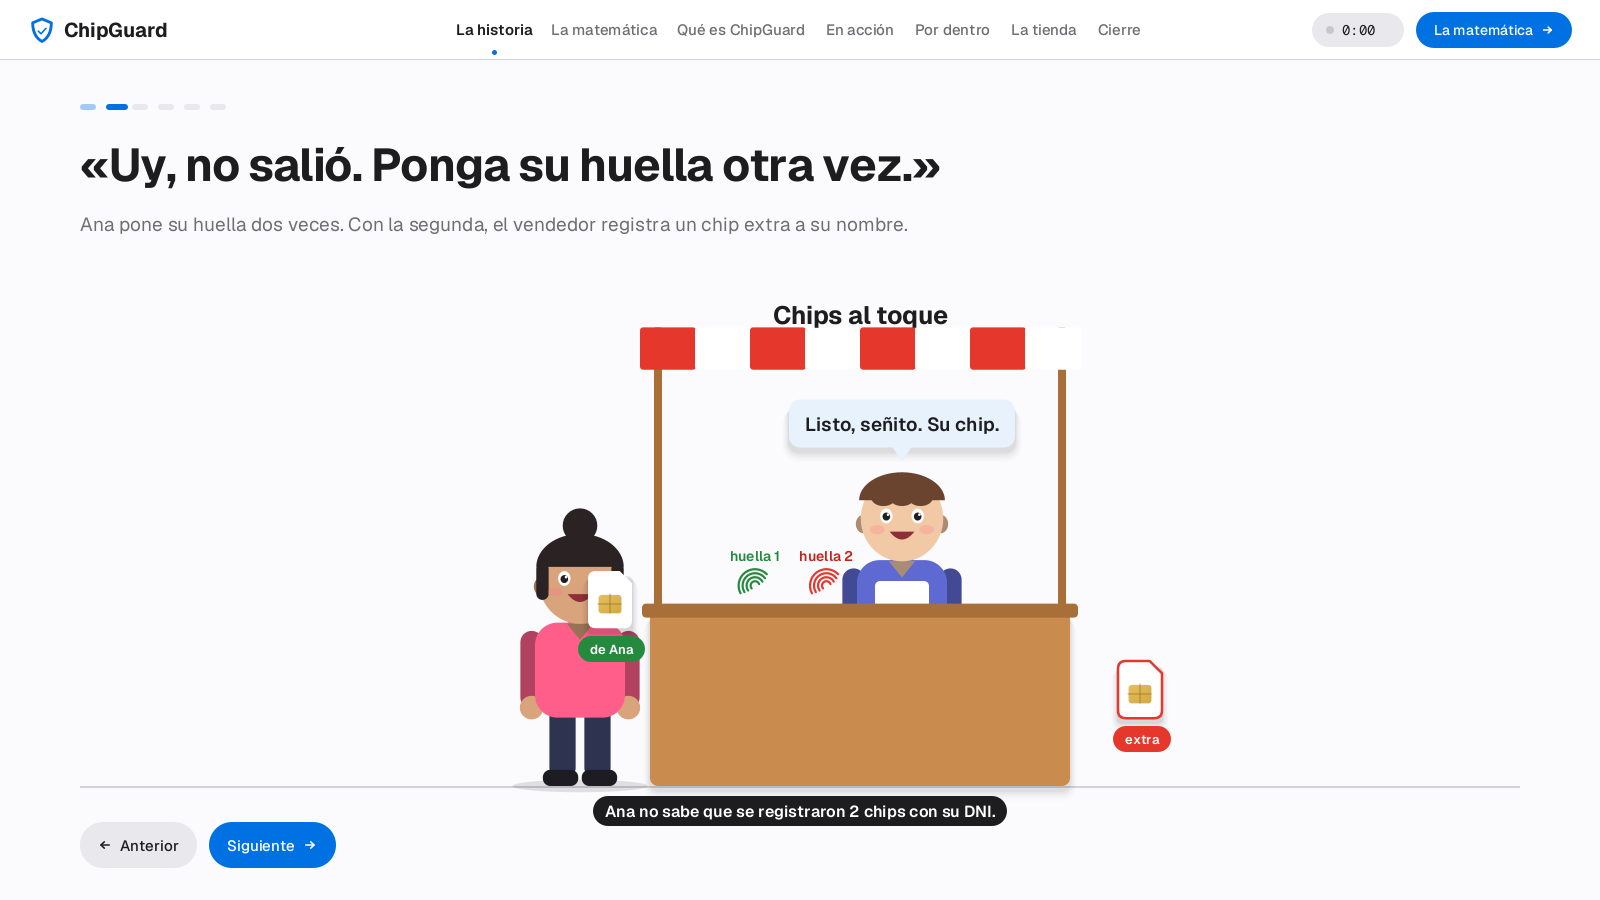 ChipGuard
La historia
La matemática
Qué es ChipGuard
En acción
Por dentro
La tienda
Cierre
0:00
La matemática →
«Uy, no salió. Ponga su huella otra vez.»
Ana pone su huella dos veces. Con la segunda, el vendedor registra un chip extra a su nombre.
Chips al toque
Listo, señito. Su chip.
huella 1
huella 2
de Ana
extra
Ana no sabe que se registraron 2 chips con su DNI.
← Anterior
Siguiente →